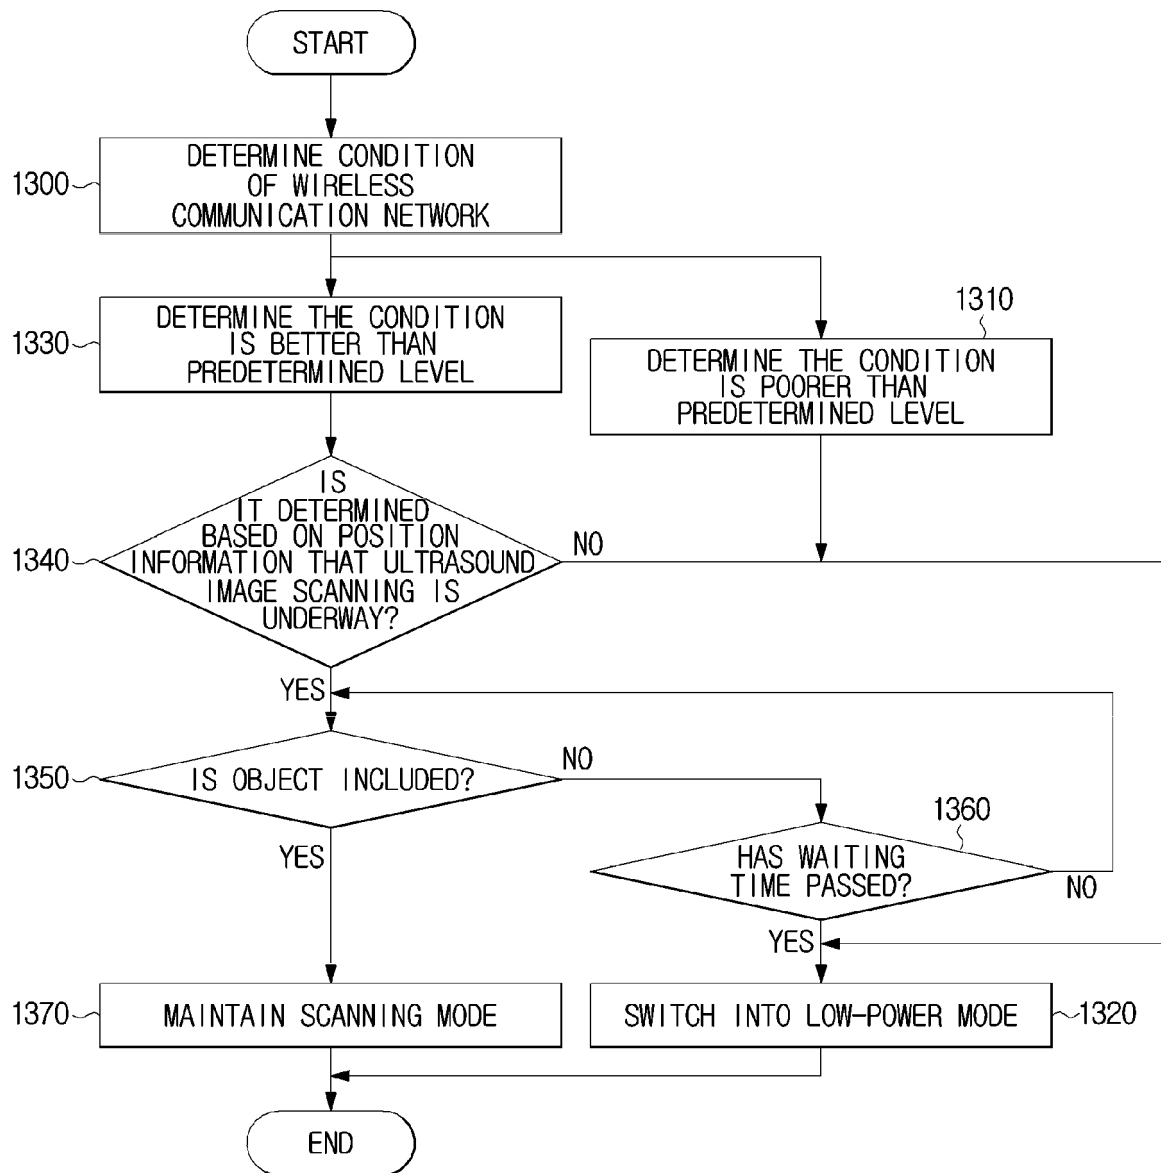 START
1300
DETERMINE CONDITION
OF WIRELESS
COMMUNICATION NETWORK
1330
DETERMINE THE CONDITION
IS BETTER THAN
PREDETERMINED LEVEL
1310
DETERMINE THE CONDITION
IS POORER THAN
PREDETERMINED LEVEL
1340
IS
IT DETERMINED
BASED ON POSITION
INFORMATION THAT ULTRASOUND
IMAGE SCANNING IS
UNDERWAY?
NO
YES
1350
IS OBJECT INCLUDED?
NO
YES
1360
HAS WAITING
TIME PASSED?
NO
YES
1370
MAINTAIN SCANNING MODE
SWITCH INTO LOW-POWER MODE
1320
END